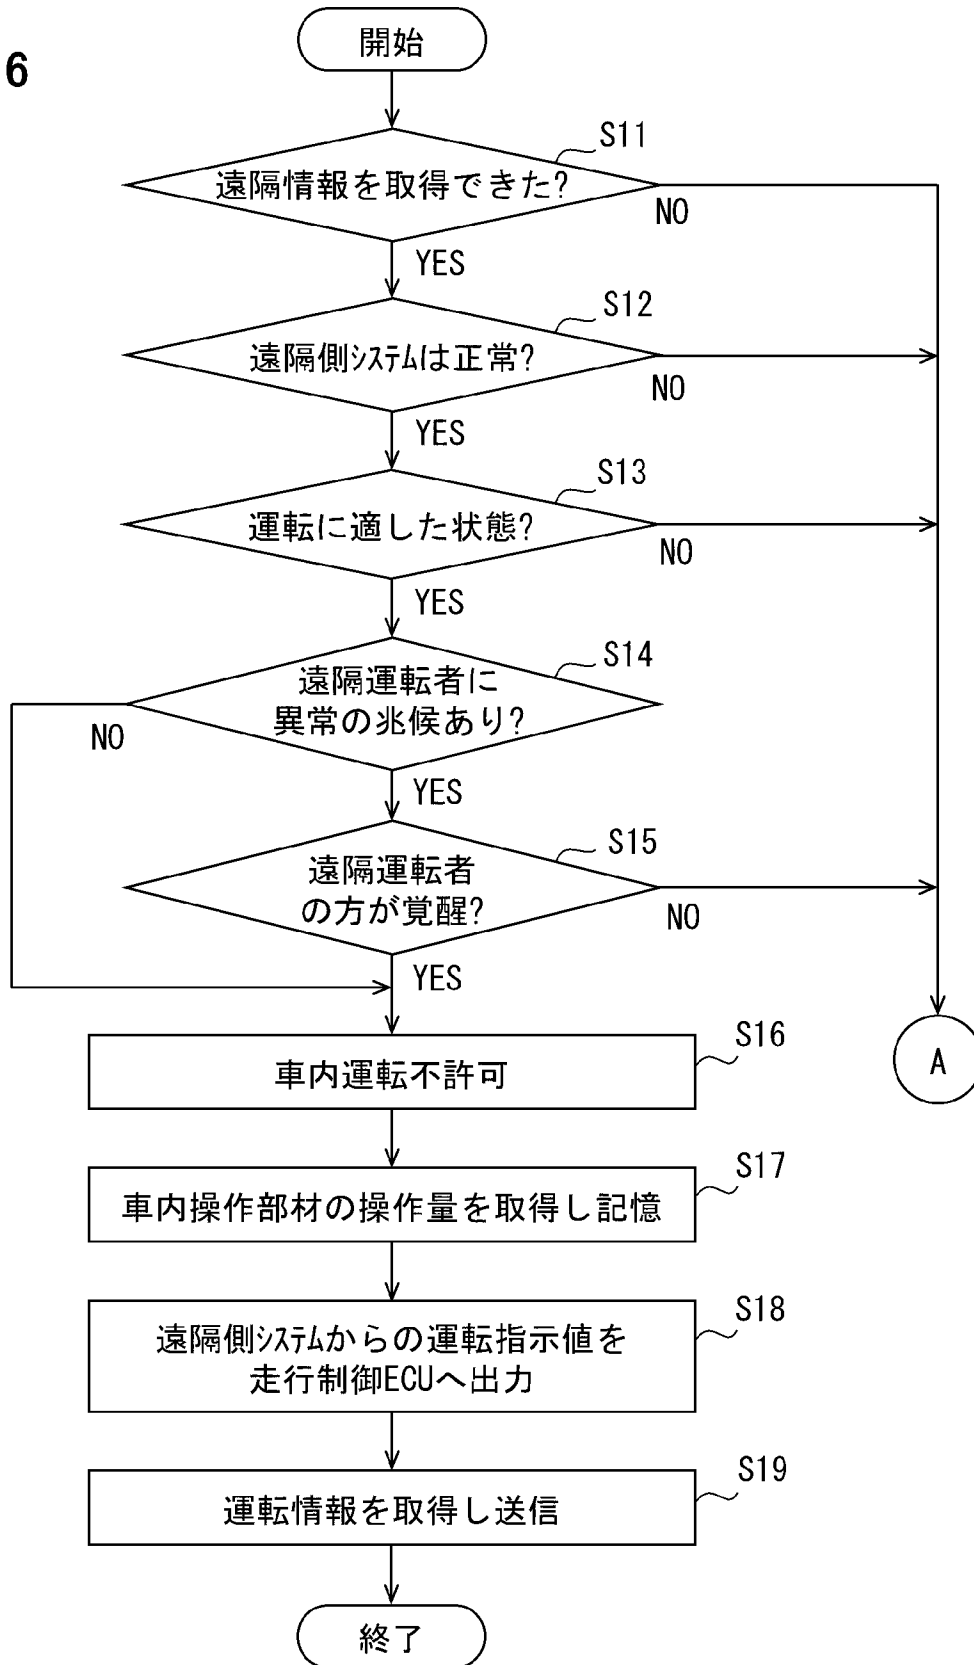 6
開始
S11
遠隔情報を取得できた?
NO
YES
S12
遠隔側システムは正常?
NO
YES
S13
運転に適した状態?
NO
YES
S14
遠隔運転者に
異常の兆候あり?
NO
YES
S15
遠隔運転者
の方が覚醒?
NO
YES
S16
車内運転不許可
A
S17
車内操作部材の操作量を取得し記憶
S18
遠隔側システムからの運転指示値を
走行制御ECUへ出力
S19
運転情報を取得し送信
終了